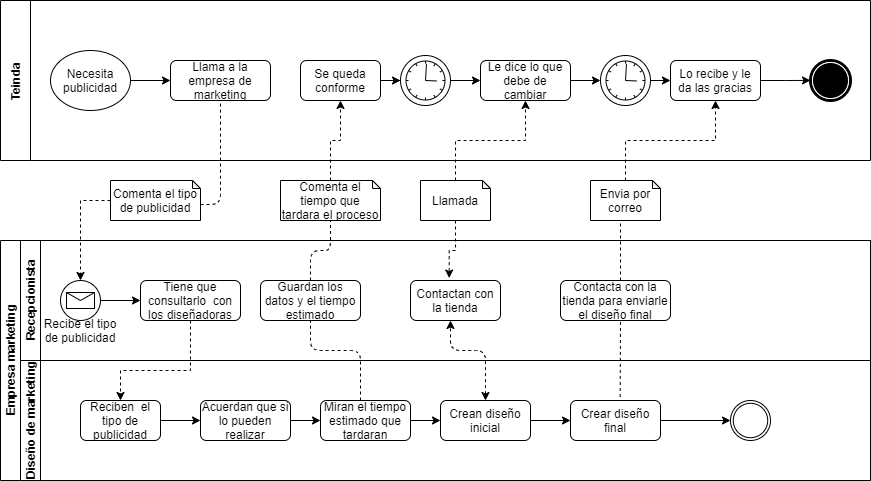 Teinda
Necesita
publicidad
Llama a la
empresa de
marketing
Se queda
conforme
Le dice lo que
debe de
cambiar
Lo recibe y le
da las gracias
Comenta el tipo
de publicidad
Comenta el
tiempo que
tardara el proceso
Llamada
Envia por
correo
Empresa marketing
Recepcionista
Recibe el tipo
de publicidad
Tiene que
consultarlo con
los diseñadoras
Guardan los
datos y el tiempo
estimado
Contactan con
la tienda
Contacta con la
tienda para enviarle
el diseño final
Diseño de marketing
Reciben el
tipo de
publicidad
Acuerdan que si
lo pueden
realizar
Miran el tiempo
estimado que
tardaran
Crean diseño
inicial
Crear diseño
final